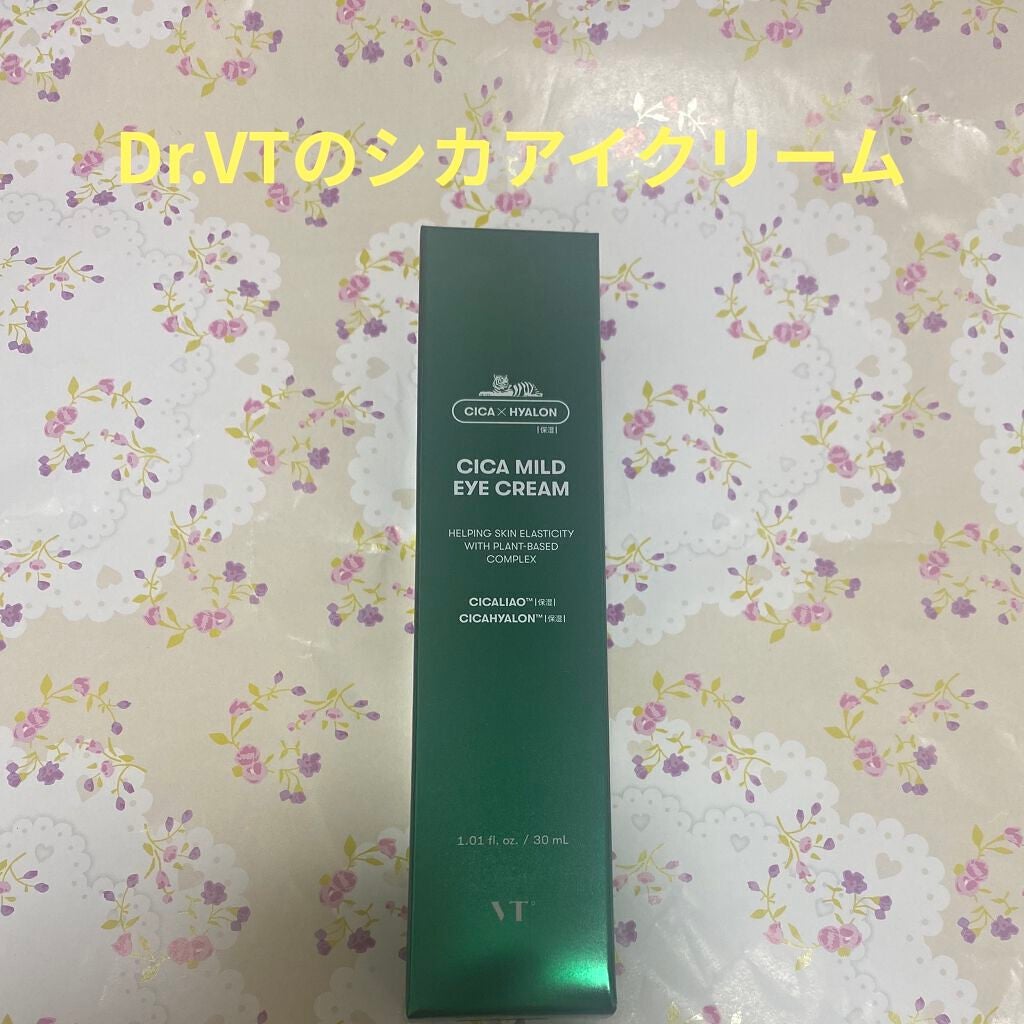 Dr.VTのシカアイクリーム
CICA×HYALON
|保湿|
CICA MILD
EYE CREAM
HELPING SKIN ELASTICITY
WITH PLANT-BASED
COMPLEX
CICALIAO™|保湿|
CICAHYALON™|保湿|
1.01 fl. oz. / 30 mL
VT